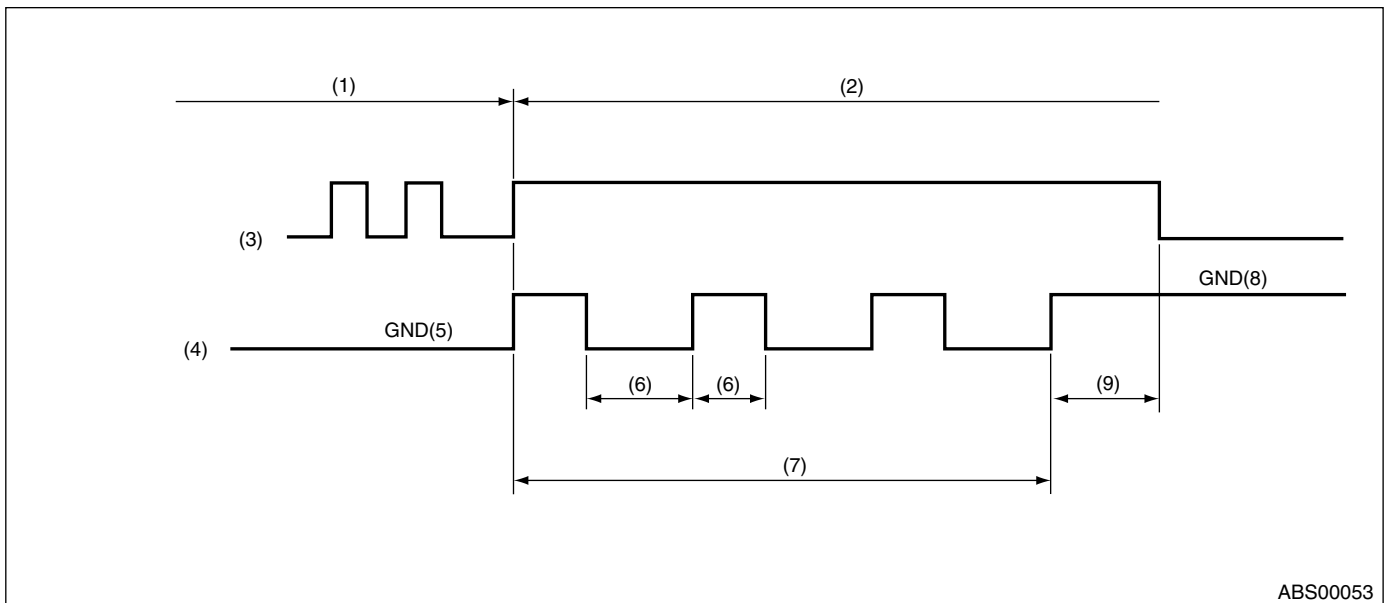 (1)
(2)
(3)
GND(8)
GND(5)
(4)
(6)
(6)
(9)
(7)
ABS00053